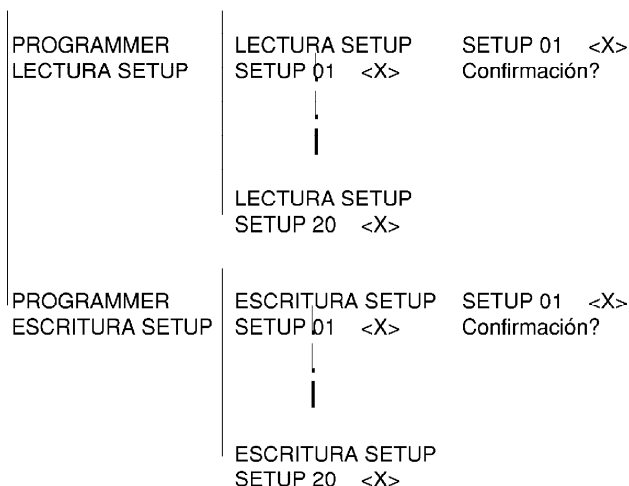 PROGRAMMER LECTURA SETUP SETUP 01 <X>
LECTURA SETUP SETUP 01 <X> Confirmación?
LECTURA SETUP
SETUP 20 <X>
PROGRAMMER ESCRITURA SETUP SETUP 01 <X>
ESCRITURA SETUP SETUP 01 <X> Confirmación?
ESCRITURA SETUP
SETUP 20 <X>